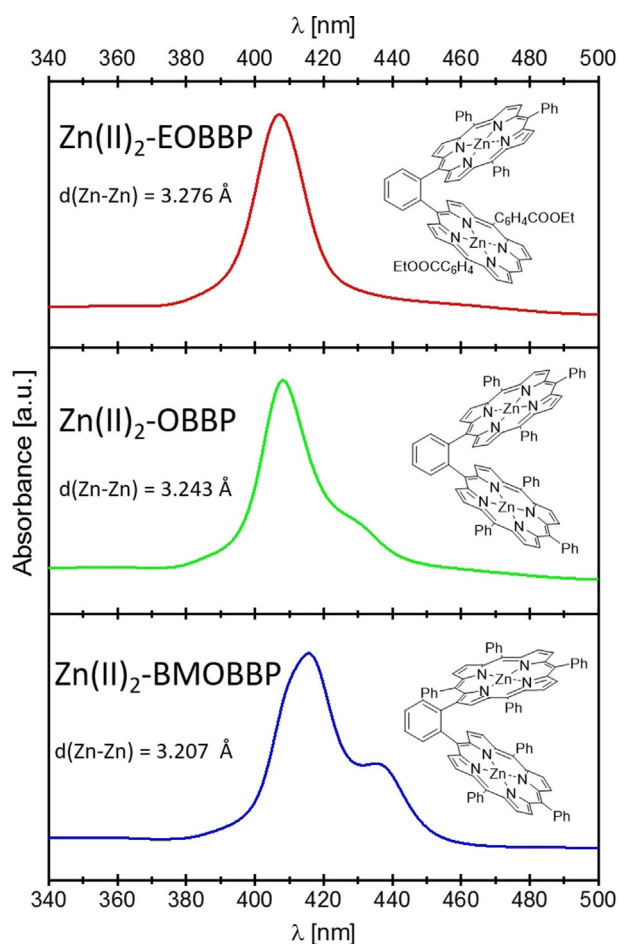 λ [nm]
340 360 380 400 420 440 460 480 500
Zn(II)2-EOBBP
d(Zn-Zn) = 3.276 Å
Ph
Ph
N
N
Zn
N
N
Ph
C6H4COOEt
N
N
Zn
N
N
EtOOCC6H4
Absorbance [a.u.]
Zn(II)2-OBBP
d(Zn-Zn) = 3.243 Å
Ph
Ph
N
N
Zn
N
N
Ph
Ph
N
N
Zn
N
N
Ph
Ph
Zn(II)2-BMOBBP
d(Zn-Zn) = 3.207 Å
Ph
Ph
N
N
Zn
Ph
N
N
Ph
Ph
N
N
Zn
N
N
Ph
Ph
340 360 380 400 420 440 460 480 500
λ [nm]